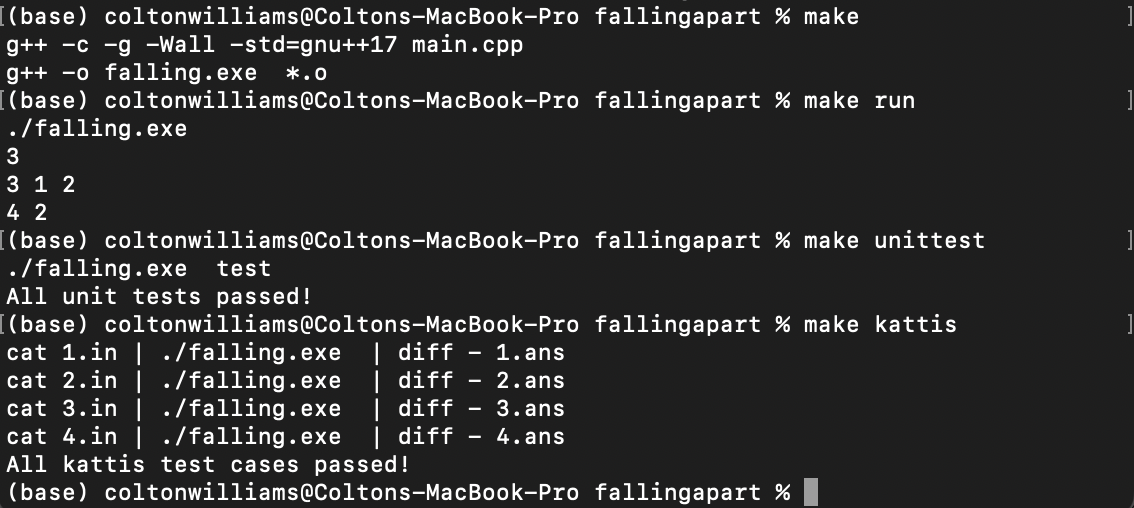 [(base) coltonwilliams@Coltons-MacBook-Pro fallingapart % make ]
g++ -c -g -Wall -std=gnu++17 main.cpp
g++ -o falling.exe  *.o
[(base) coltonwilliams@Coltons-MacBook-Pro fallingapart % make run ]
./falling.exe
3
3 1 2
4 2
[(base) coltonwilliams@Coltons-MacBook-Pro fallingapart % make unittest ]
./falling.exe  test
All unit tests passed!
[(base) coltonwilliams@Coltons-MacBook-Pro fallingapart % make kattis ]
cat 1.in | ./falling.exe  | diff - 1.ans
cat 2.in | ./falling.exe  | diff - 2.ans
cat 3.in | ./falling.exe  | diff - 3.ans
cat 4.in | ./falling.exe  | diff - 4.ans
All kattis test cases passed!
(base) coltonwilliams@Coltons-MacBook-Pro fallingapart %